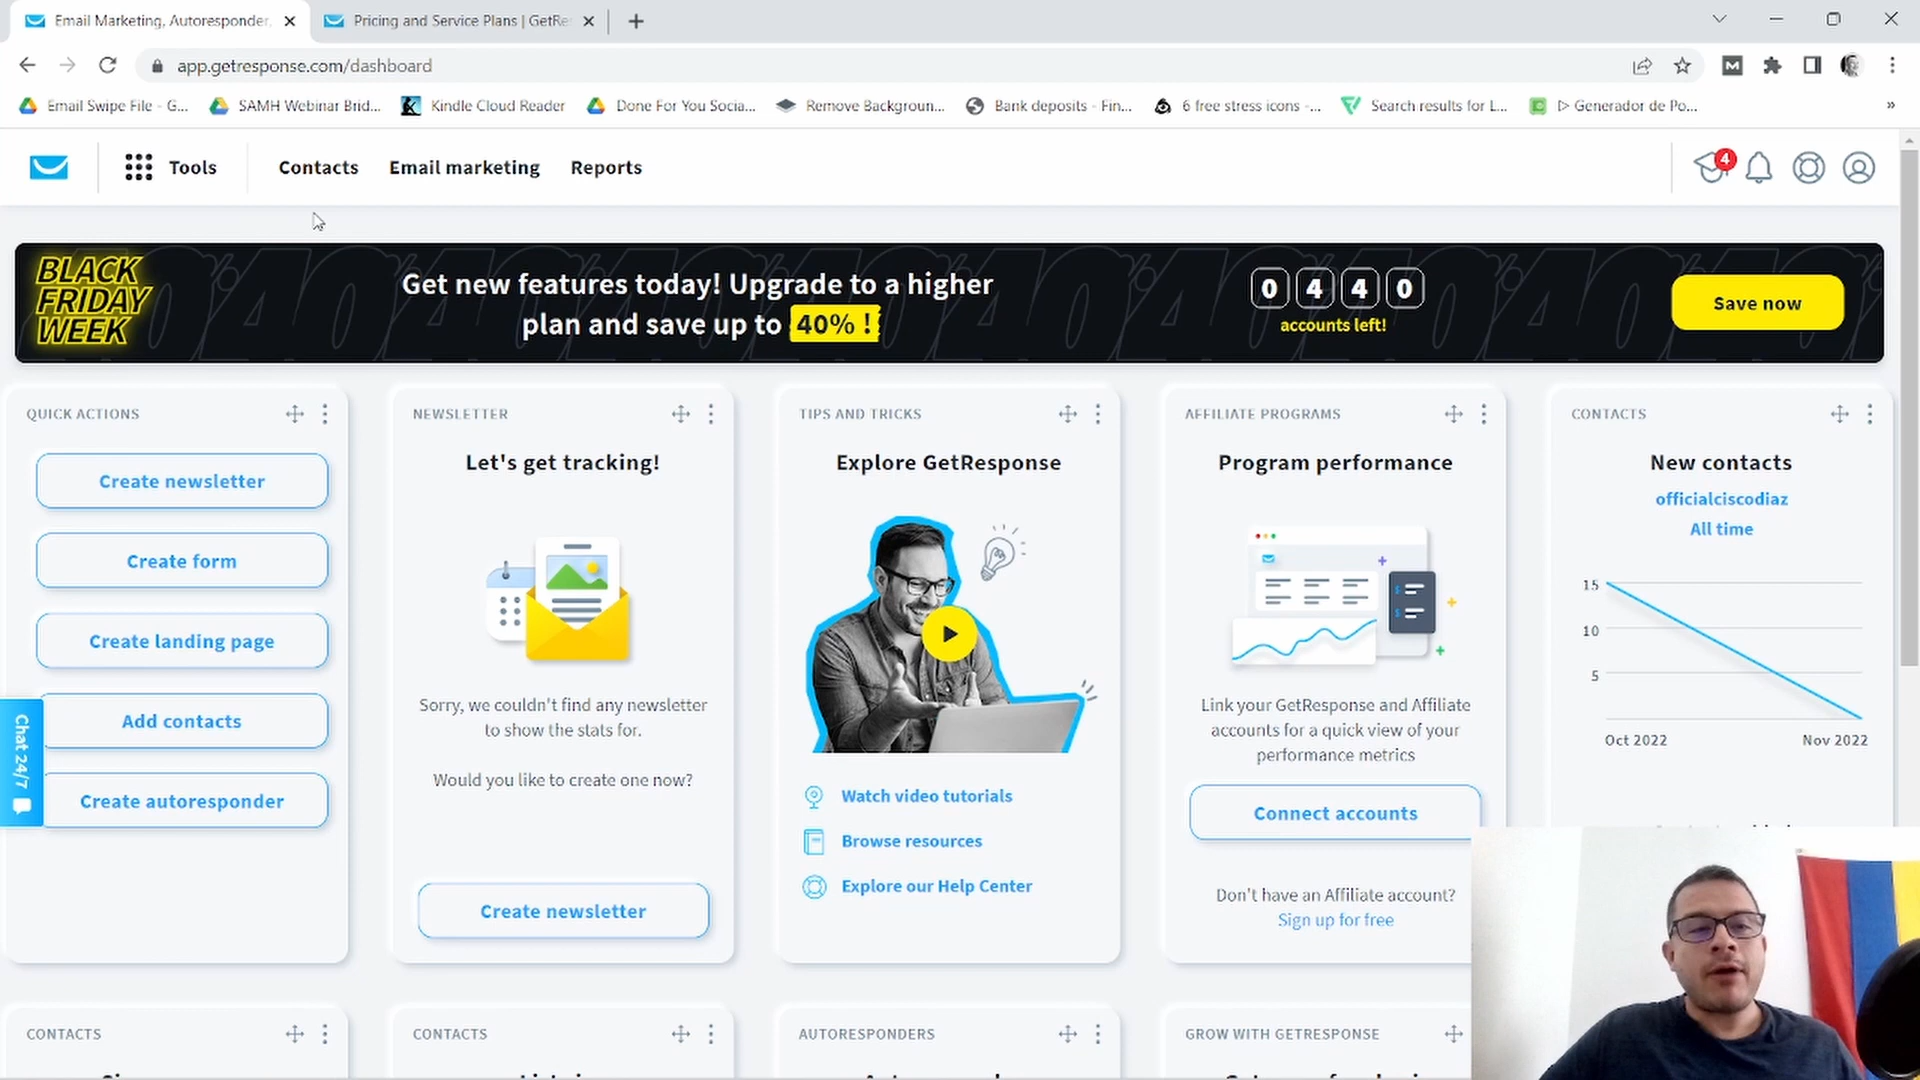 Email Marketing, Autoresponder,
Pricing and Service Plans | GetRe
app.getresponse.com/dashboard
Email Swipe File - G...
SAMH Webinar Brid...
Kindle Cloud Reader
Done For You Socia...
Remove Backgroun...
Bank deposits - Fin...
6 free stress icons -...
Search results for L...
▷ Generador de Po...
»
Tools
Contacts
Email marketing
Reports
4
BLACK
FRIDAY
WEEK
Get new features today! Upgrade to a higher
plan and save up to 40% !
0 4 4 0
accounts left!
Save now
QUICK ACTIONS
Create newsletter
Create form
Create landing page
Add contacts
Create autoresponder
Chat 24/7
NEWSLETTER
Let's get tracking!
Sorry, we couldn't find any newsletter
to show the stats for.
Would you like to create one now?
Create newsletter
TIPS AND TRICKS
Explore GetResponse
Watch video tutorials
Browse resources
Explore our Help Center
AFFILIATE PROGRAMS
Program performance
Link your GetResponse and Affiliate
accounts for a quick view of your
performance metrics
Connect accounts
Don't have an Affiliate account?
Sign up for free
CONTACTS
New contacts
officialciscodiaz
All time
15
10
5
Oct 2022
Nov 2022
CONTACTS
CONTACTS
AUTORESPONDERS
GROW WITH GETRESPONSE